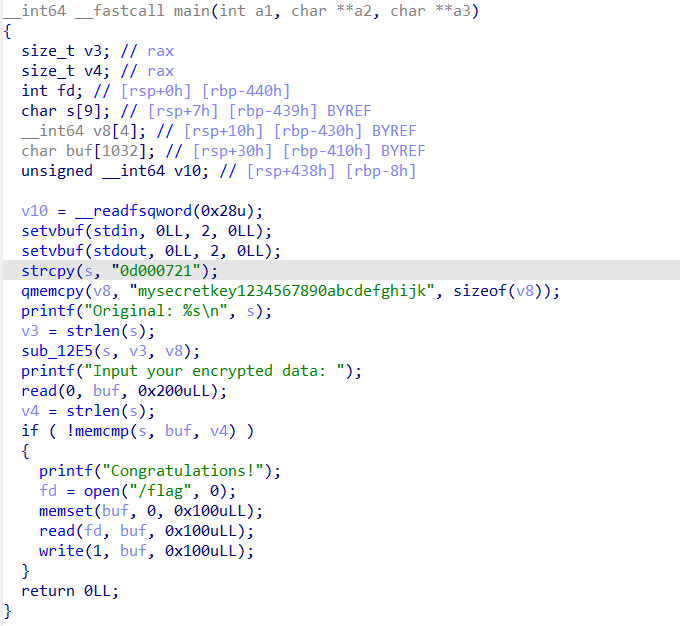 __int64 __fastcall main(int a1, char **a2, char **a3)
{
  size_t v3; // rax
  size_t v4; // rax
  int fd; // [rsp+0h] [rbp-440h]
  char s[9]; // [rsp+7h] [rbp-439h] BYREF
  __int64 v8[4]; // [rsp+10h] [rbp-430h] BYREF
  char buf[1032]; // [rsp+30h] [rbp-410h] BYREF
  unsigned __int64 v10; // [rsp+438h] [rbp-8h]

  v10 = __readfsqword(0x28u);
  setvbuf(stdin, 0LL, 2, 0LL);
  setvbuf(stdout, 0LL, 2, 0LL);
  strcpy(s, "0d000721");
  qmemcpy(v8, "mysecretkey1234567890abcdefghijk", sizeof(v8));
  printf("Original: %s\n", s);
  v3 = strlen(s);
  sub_12E5(s, v3, v8);
  printf("Input your encrypted data: ");
  read(0, buf, 0x200uLL);
  v4 = strlen(s);
  if ( !memcmp(s, buf, v4) )
  {
    printf("Congratulations!");
    fd = open("/flag", 0);
    memset(buf, 0, 0x100uLL);
    read(fd, buf, 0x100uLL);
    write(1, buf, 0x100uLL);
  }
  return 0LL;
}